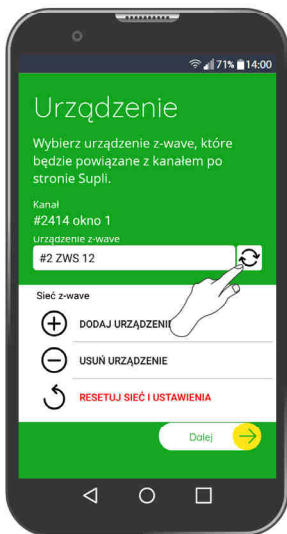 71% 14:00
Urządzenie
Wybierz urządzenie z-wave, które
będzie powiązane z kanałem po
stronie Supli.
Kanał
#2414 okno 1
Urządzenie z-wave
#2 ZWS 12
Sieć z-wave
DODAJ URZĄDZENIE
USUŃ URZĄDZENIE
RESETUJ SIEĆ I USTAWIENIA
Dalej